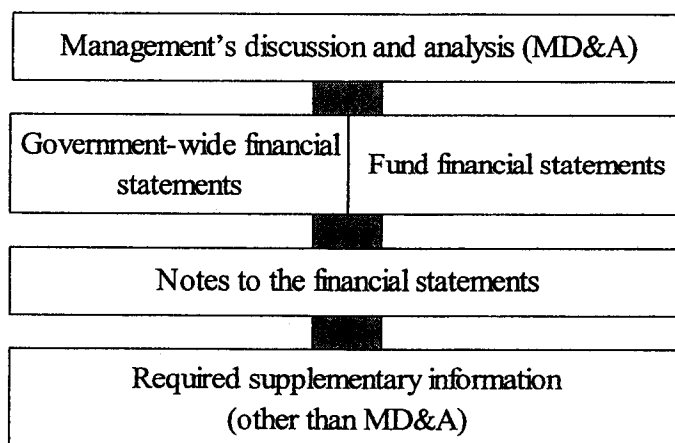 Management's discussion and analysis (MD&A)
Government-wide financial
statements
Fund financial statements
Notes to the financial statements
Required supplementary information
(other than MD&A)